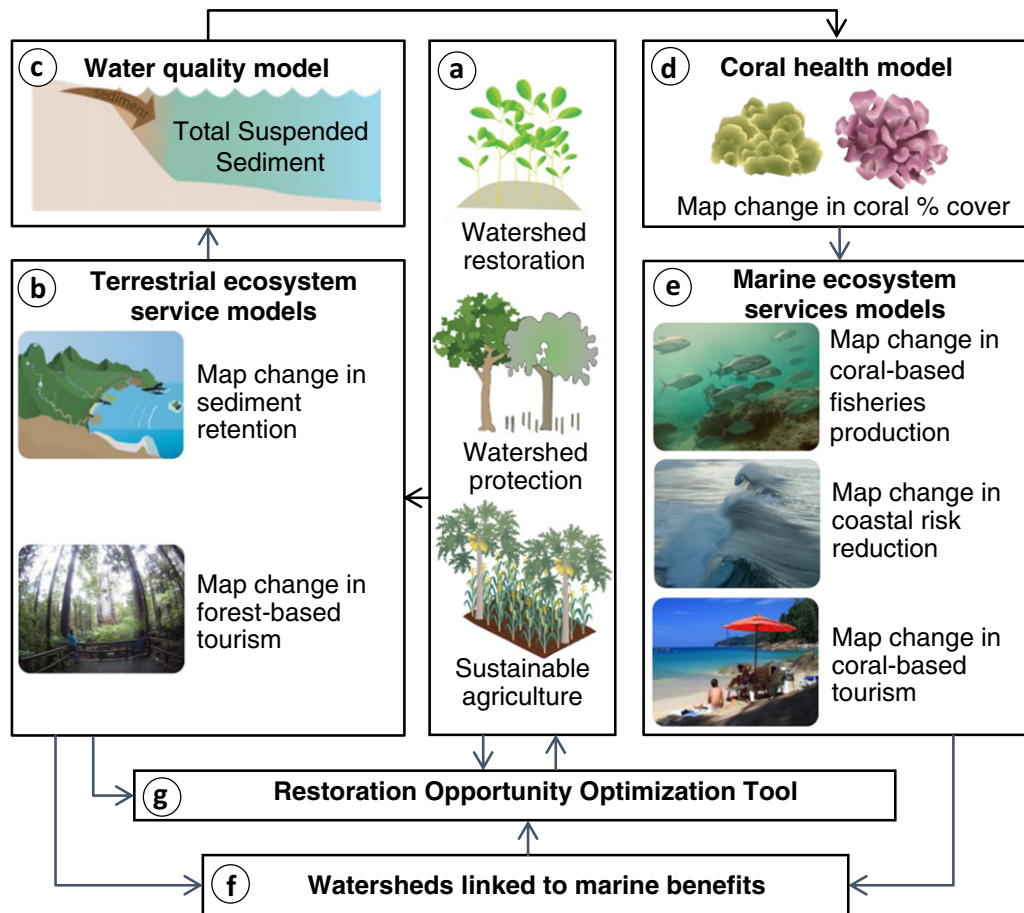 c
Water quality model
sediment
Total Suspended
Sediment
a
Watershed
restoration
Watershed
protection
Sustainable
agriculture
d
Coral health model
Map change in coral % cover
b
Terrestrial ecosystem
service models
Map change in
sediment
retention
Map change in
forest-based
tourism
e
Marine ecosystem
services models
Map change in
coral-based
fisheries
production
Map change in
coastal risk
reduction
Map change in
coral-based
tourism
g
Restoration Opportunity Optimization Tool
f
Watersheds linked to marine benefits